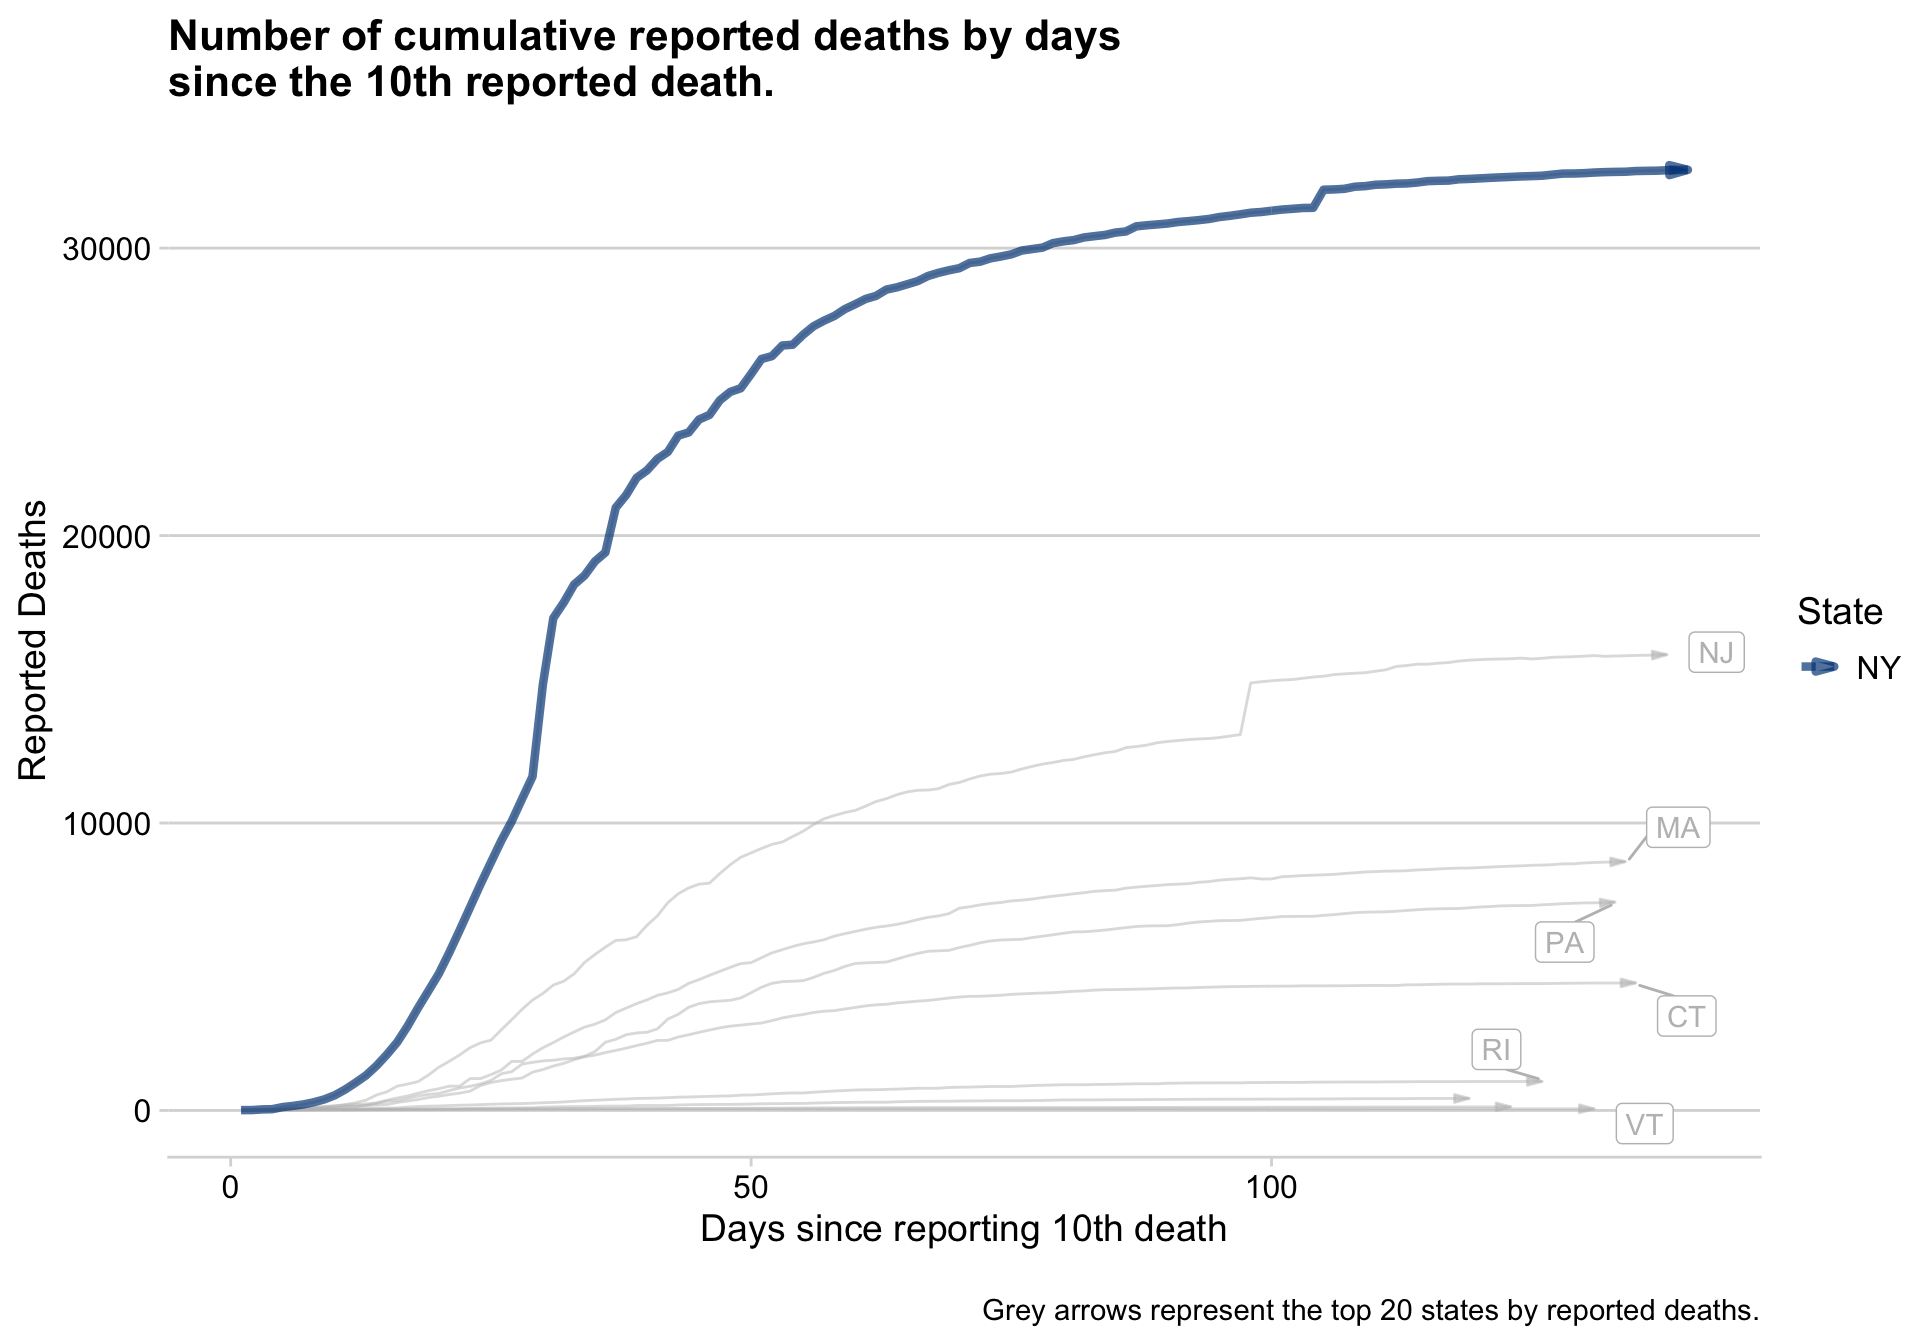 Number of cumulative reported deaths by days
since the 10th reported death.
Reported Deaths
30000
20000
10000
0
NJ
MA
PA
CT
RI
VT
State
NY
0
50
100
Days since reporting 10th death
Grey arrows represent the top 20 states by reported deaths.